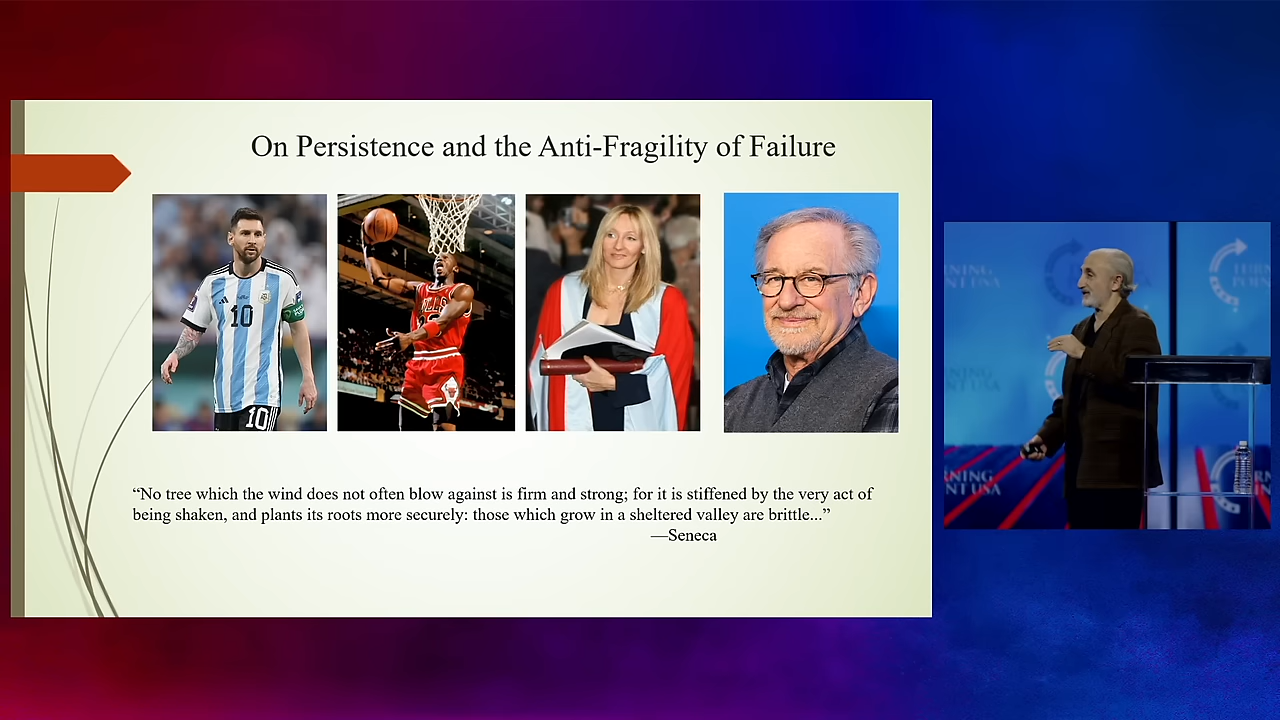 On Persistence and the Anti-Fragility of Failure
10
10
BULLS
“No tree which the wind does not often blow against is firm and strong; for it is stiffened by the very act of
being shaken, and plants its roots more securely: those which grow in a sheltered valley are brittle...”
—Seneca